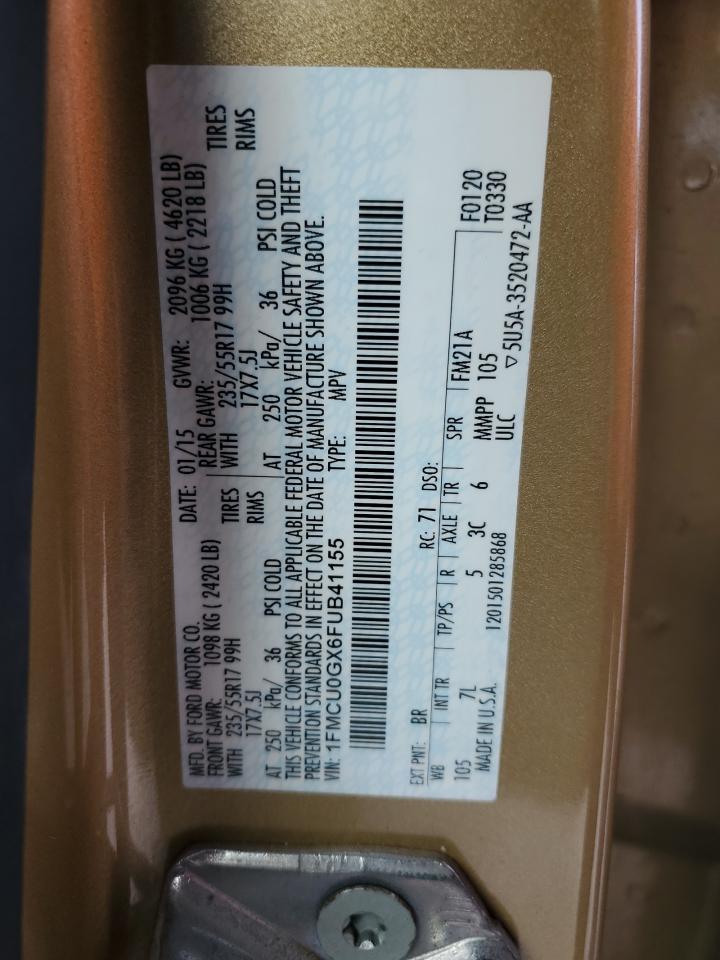 MFD. BY FORD MOTOR CO.
DATE: 01/15 GVWR: 2096 KG ( 4620 LB)
FRONT GAWR: 1098 KG ( 2420 LB) REAR GAWR: 1006 KG ( 2218 LB)
WITH 235/55R17 99H TIRES WITH 235/55R17 99H TIRES
17X7.5J RIMS 17X7.5J RIMS
AT 250 kPa/ 36 PSI COLD AT 250 kPa/ 36 PSI COLD
THIS VEHICLE CONFORMS TO ALL APPLICABLE FEDERAL MOTOR VEHICLE SAFETY AND THEFT
PREVENTION STANDARDS IN EFFECT ON THE DATE OF MANUFACTURE SHOWN ABOVE.
VIN: 1FMCU0GX6FUB41155 TYPE: MPV
EXT PNT: BR RC: 71 DSO: F0120
WB INT TR TP/PS R AXLE TR SPR FM21A T0330
105 7L 5 3C 6 MMPP 105
MADE IN U.S.A. 1201501285868 ULC ▽5U5A-3520472-AA